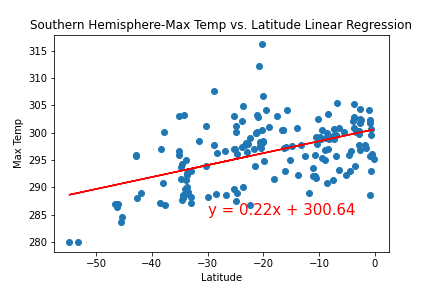 Southern Hemisphere-Max Temp vs. Latitude Linear Regression
Max Temp
315
310
305
300
295
290
285
280
y = 0.22x + 300.64
−50 −40 −30 −20 −10 0
Latitude